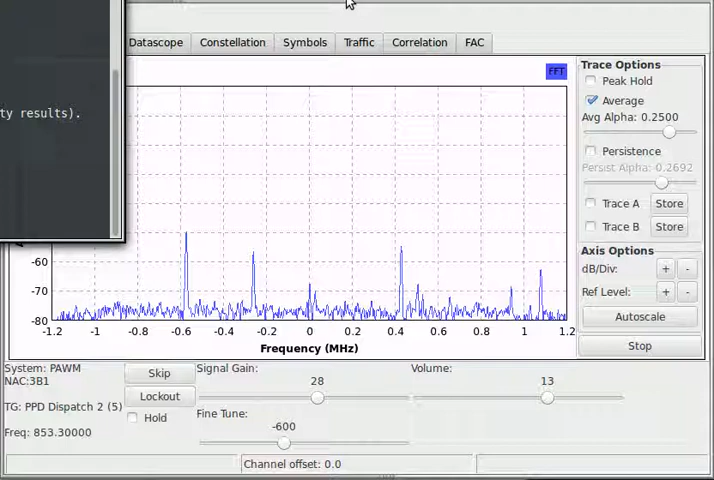 Datascope Constellation Symbols Traffic Correlation FAC
FFT
Trace Options
Peak Hold
ty results).
Average
Avg Alpha: 0.2500
Persistence
Persist Alpha: 0.2692
Trace A Store
Trace B Store
Axis Options
-60 dB/Div: + -
-70 Ref Level: + -
-80 Autoscale
-1.2 -1 -0.8 -0.6 -0.4 -0.2 0 0.2 0.4 0.6 0.8 1 1.2
Frequency (MHz) Stop
System: PAWM Skip Signal Gain: Volume:
NAC:3B1 28 13
TG: PPD Dispatch 2 (5) Lockout
Hold Fine Tune:
Freq: 853.30000 -600
Channel offset: 0.0